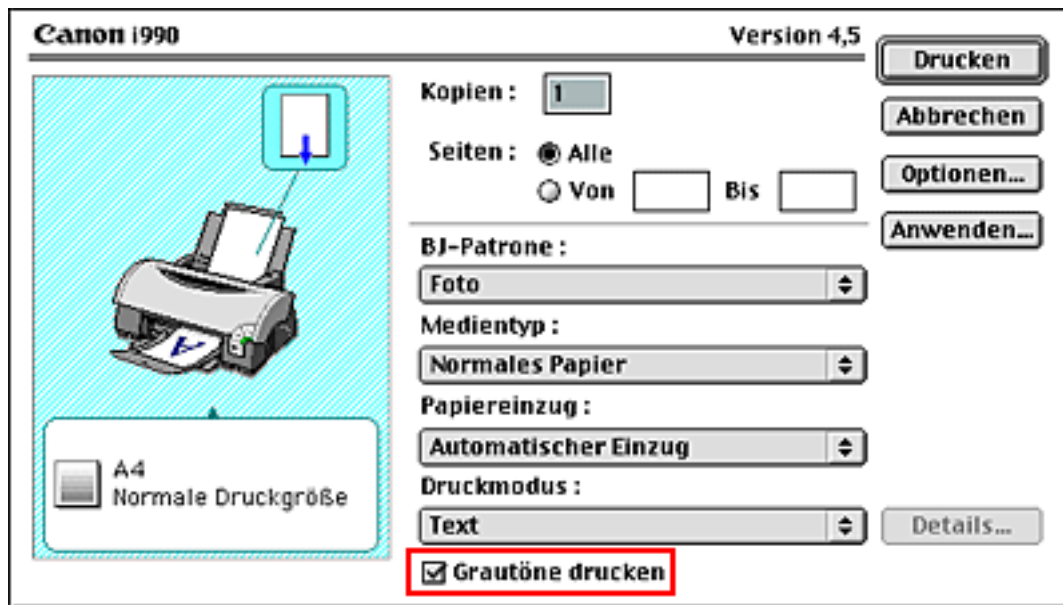 Canon i990
Version 4,5
Drucken
Abbrechen
Optionen...
Anwenden...
Kopien : 1
Seiten : Alle
Von Bis
BJ-Patrone :
Foto
Medientyp :
Normales Papier
Papiereinzug :
Automatischer Einzug
Druckmodus :
Text
Details...
Grautöne drucken
A
A4
Normale Druckgröße